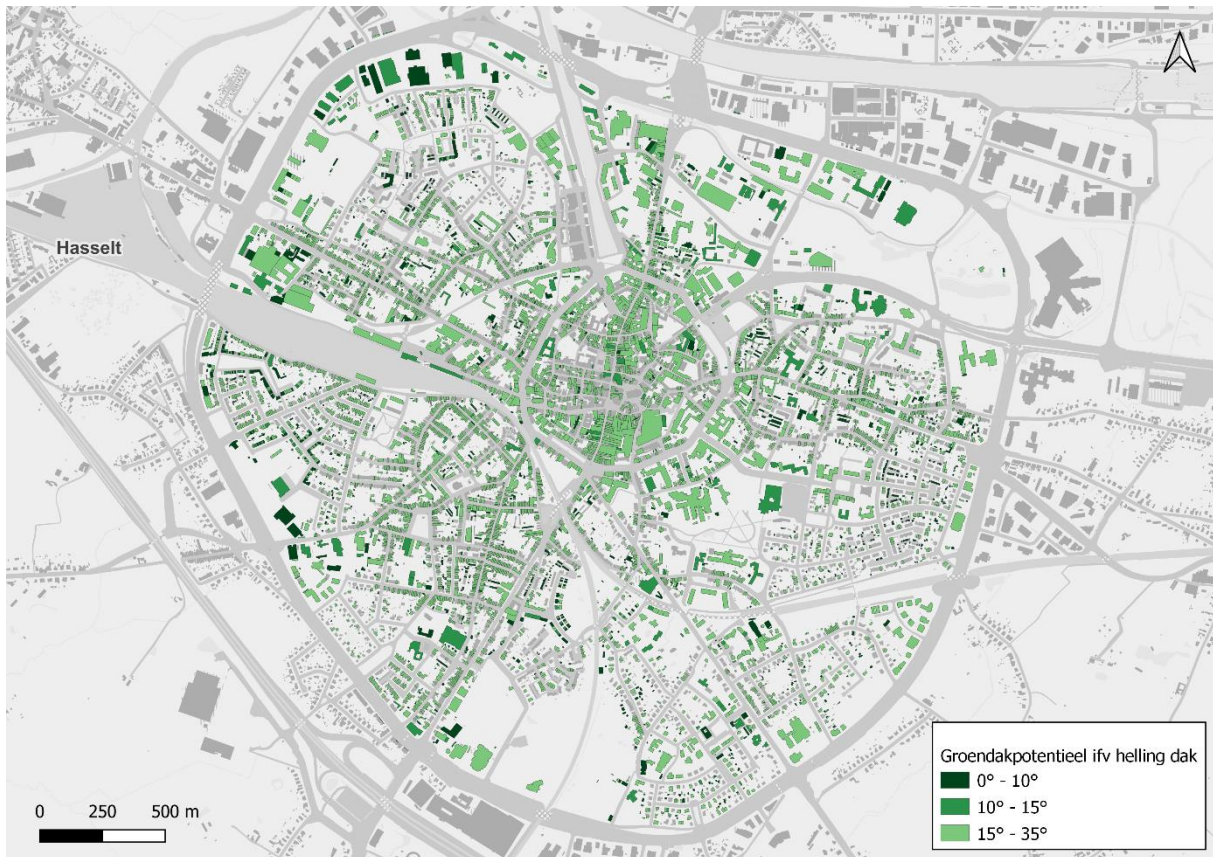 Hasselt
Groendakpotentieel ifv helling dak
0° - 10°
10° - 15°
15° - 35°
0 250 500 m